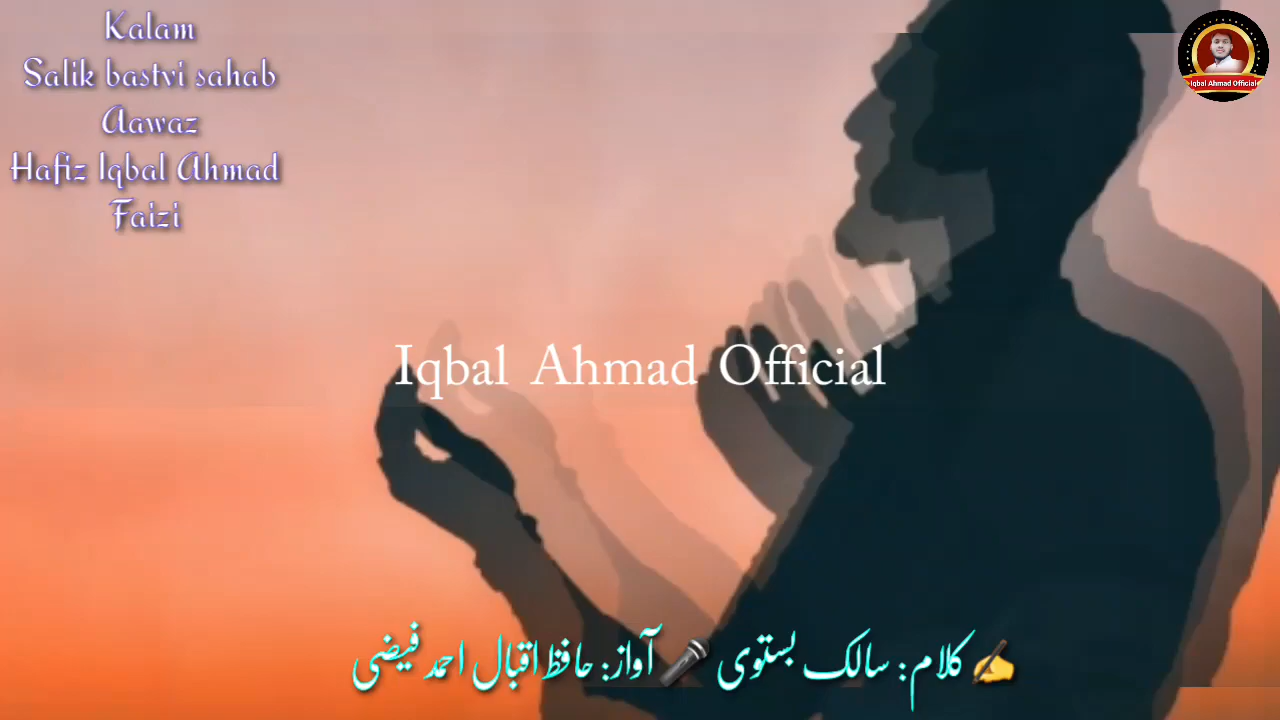 Kalam
Salik bastvi sahab
Aawaz
Hafiz Iqbal Ahmad
Faizi
Iqbal Ahmad Official
Iqbal Ahmad Official
✍️ کلام: سالک بستوی 🎤 آواز: حافظ اقبال احمد فیضی